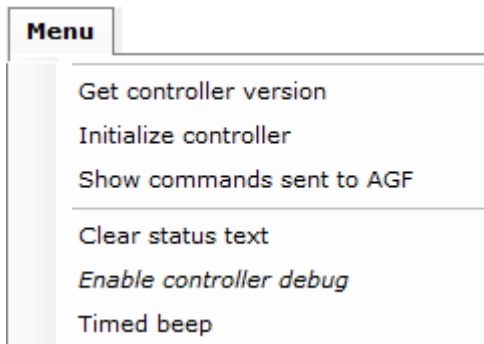 Menu
Get controller version
Initialize controller
Show commands sent to AGF
Clear status text
Enable controller debug
Timed beep